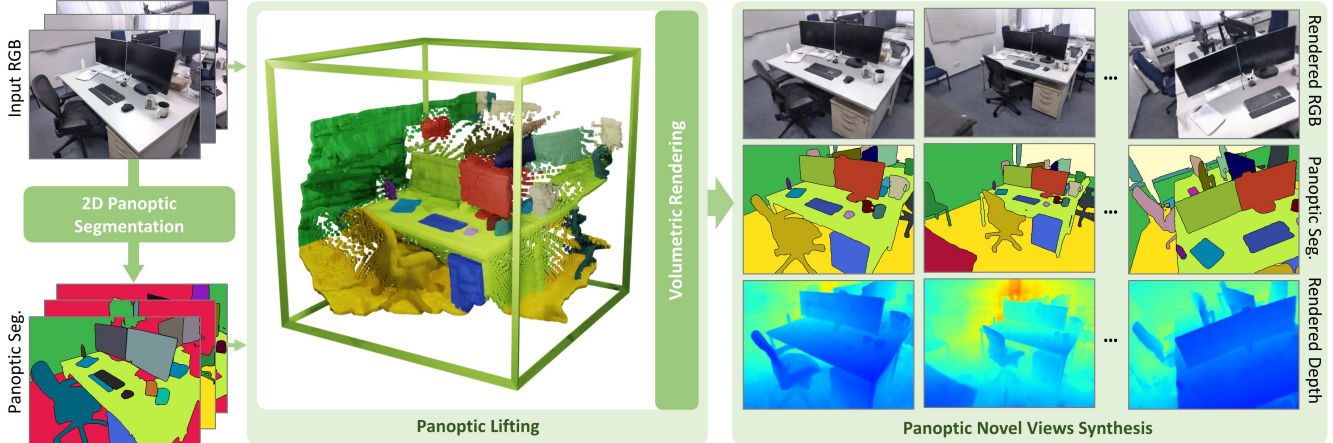 Input RGB
2D Panoptic
Segmentation
Panoptic Seg.
Volumetric Rendering
Panoptic Lifting
...
Rendered RGB
...
Panoptic Seg.
...
Rendered Depth
Panoptic Novel Views Synthesis